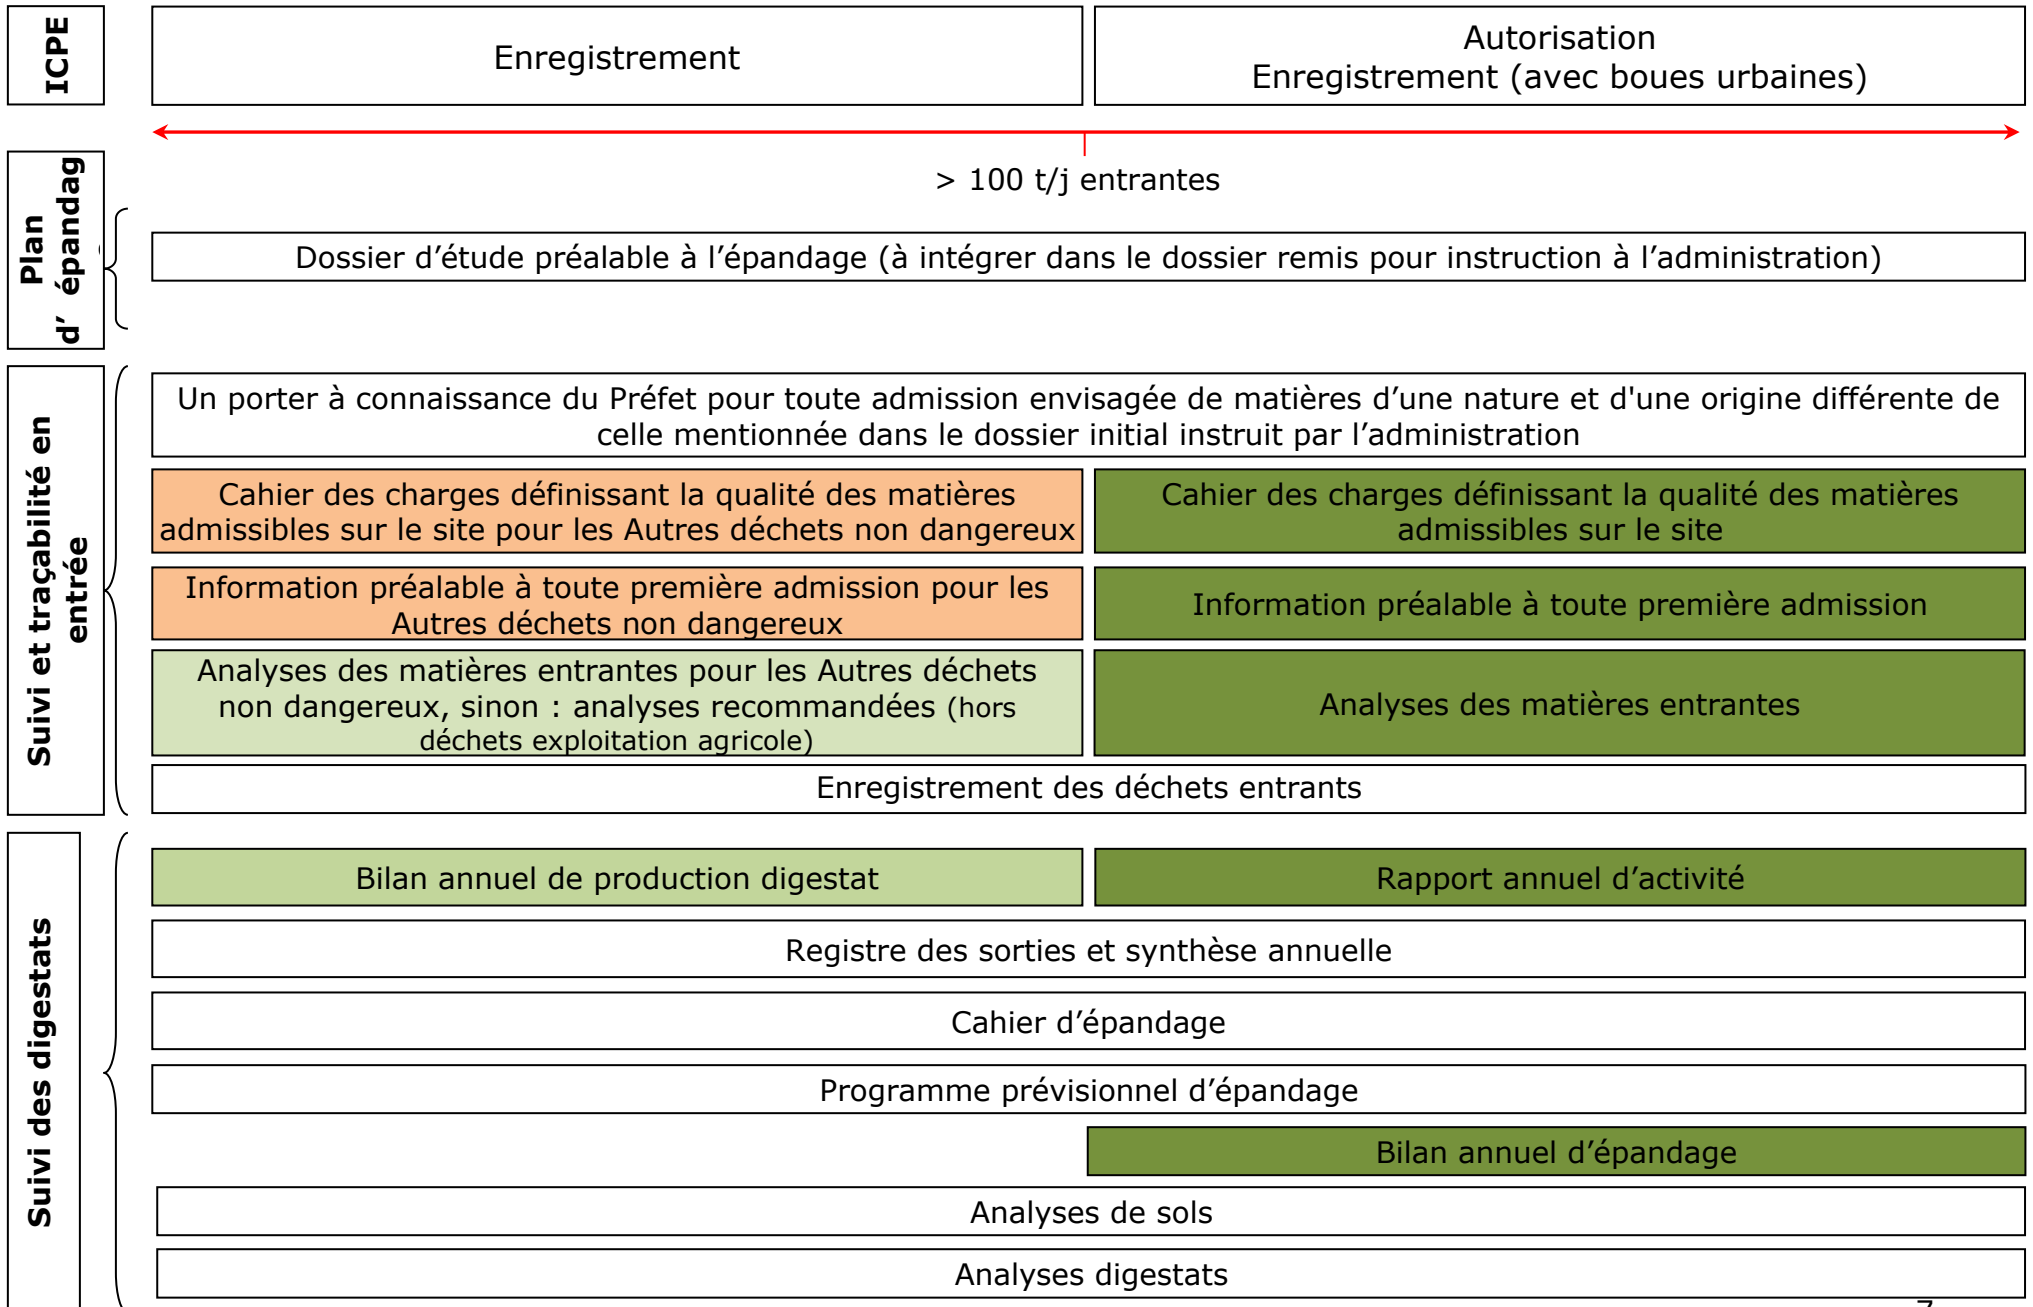 ICPE
Enregistrement
Autorisation
Enregistrement (avec boues urbaines)
> 100 t/j entrantes
Plan
d’ épandag
Dossier d’étude préalable à l’épandage (à intégrer dans le dossier remis pour instruction à l’administration)
Suivi et traçabilité en
entrée
Un porter à connaissance du Préfet pour toute admission envisagée de matières d’une nature et d'une origine différente de
celle mentionnée dans le dossier initial instruit par l’administration
Cahier des charges définissant la qualité des matières
admissibles sur le site pour les Autres déchets non dangereux
Cahier des charges définissant la qualité des matières
admissibles sur le site
Information préalable à toute première admission pour les
Autres déchets non dangereux
Information préalable à toute première admission
Analyses des matières entrantes pour les Autres déchets
non dangereux, sinon : analyses recommandées (hors
déchets exploitation agricole)
Analyses des matières entrantes
Enregistrement des déchets entrants
Suivi des digestats
Bilan annuel de production digestat
Rapport annuel d’activité
Registre des sorties et synthèse annuelle
Cahier d’épandage
Programme prévisionnel d’épandage
Bilan annuel d’épandage
Analyses de sols
Analyses digestats